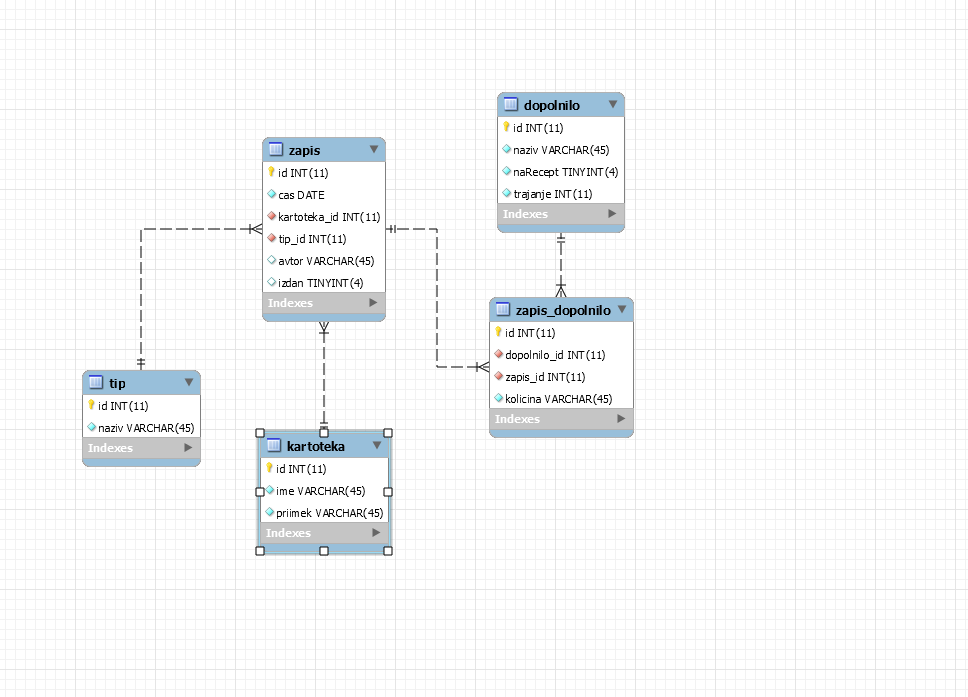 zapis
id INT(11)
cas DATE
kartoteka_id INT(11)
tip_id INT(11)
avtor VARCHAR(45)
izdan TINYINT(4)
Indexes
dopolnilo
id INT(11)
naziv VARCHAR(45)
naRecept TINYINT(4)
trajanje INT(11)
Indexes
tip
id INT(11)
naziv VARCHAR(45)
Indexes
kartoteka
id INT(11)
ime VARCHAR(45)
priimek VARCHAR(45)
Indexes
zapis_dopolnilo
id INT(11)
dopolnilo_id INT(11)
zapis_id INT(11)
kolicina VARCHAR(45)
Indexes